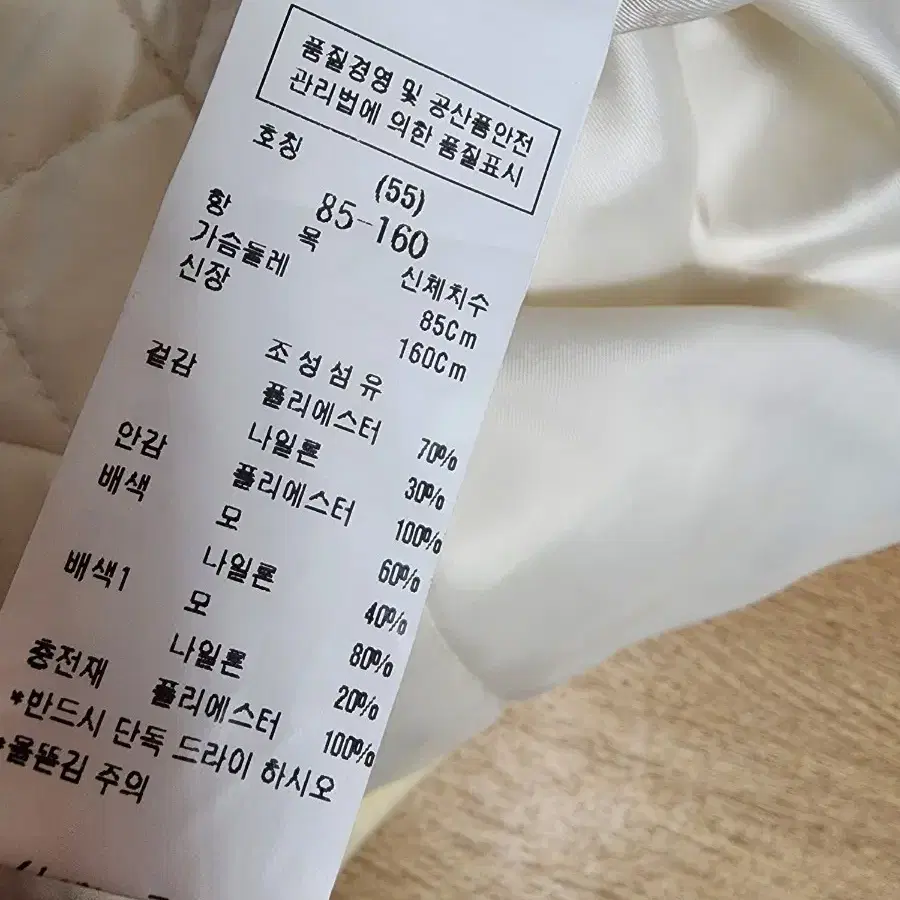 품질경영 및 공산품안전
관리법에 의한 품질표시
호칭
(55)
85-160
항 목 신체치수
가슴둘레 85Cm
신장 160Cm
조성섬유
겉감 폴리에스터 70%
나일론 30%
안감 폴리에스터 100%
배색 모 60%
나일론 40%
배색1 모 80%
나일론 20%
충전재 폴리에스터 100%
*반드시 단독 드라이 하시오
*올뜯김 주의